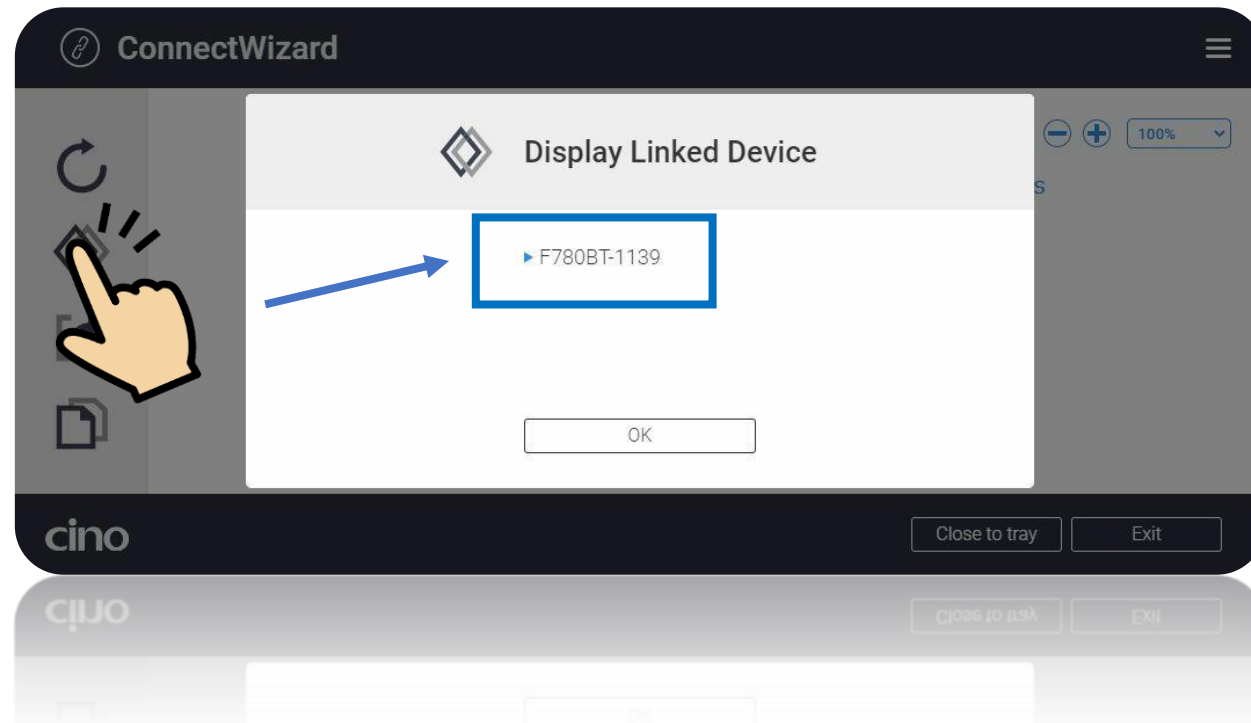 ConnectWizard
Display Linked Device
100%
s
F780BT-1139
OK
cino
Close to tray
Exit